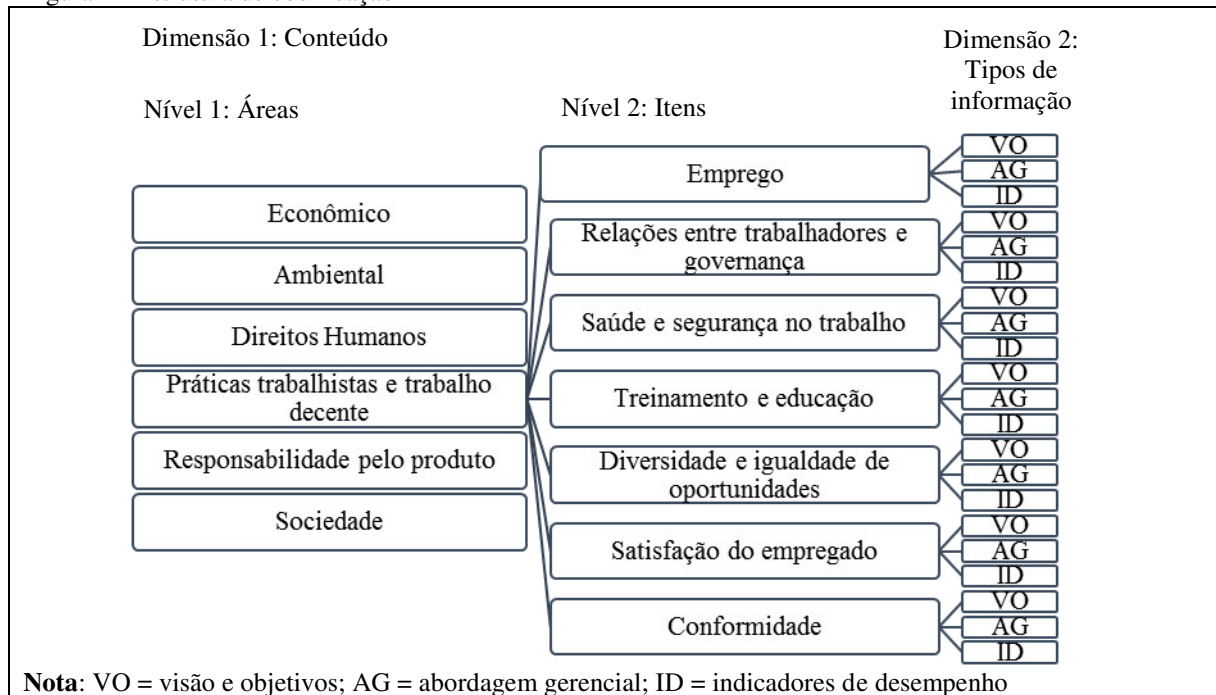 Dimensão 1: Conteúdo
Dimensão 2:
Tipos de
informação
Nível 1: Áreas
Nível 2: Itens
Econômico
Ambiental
Direitos Humanos
Práticas trabalhistas e trabalho
decente
Responsabilidade pelo produto
Sociedade
Emprego
VO
AG
ID
Relações entre trabalhadores e
governança
VO
AG
ID
Saúde e segurança no trabalho
VO
AG
ID
Treinamento e educação
VO
AG
ID
Diversidade e igualdade de
oportunidades
VO
AG
ID
Satisfação do empregado
VO
AG
ID
Conformidade
VO
AG
ID
Nota: VO = visão e objetivos; AG = abordagem gerencial; ID = indicadores de desempenho